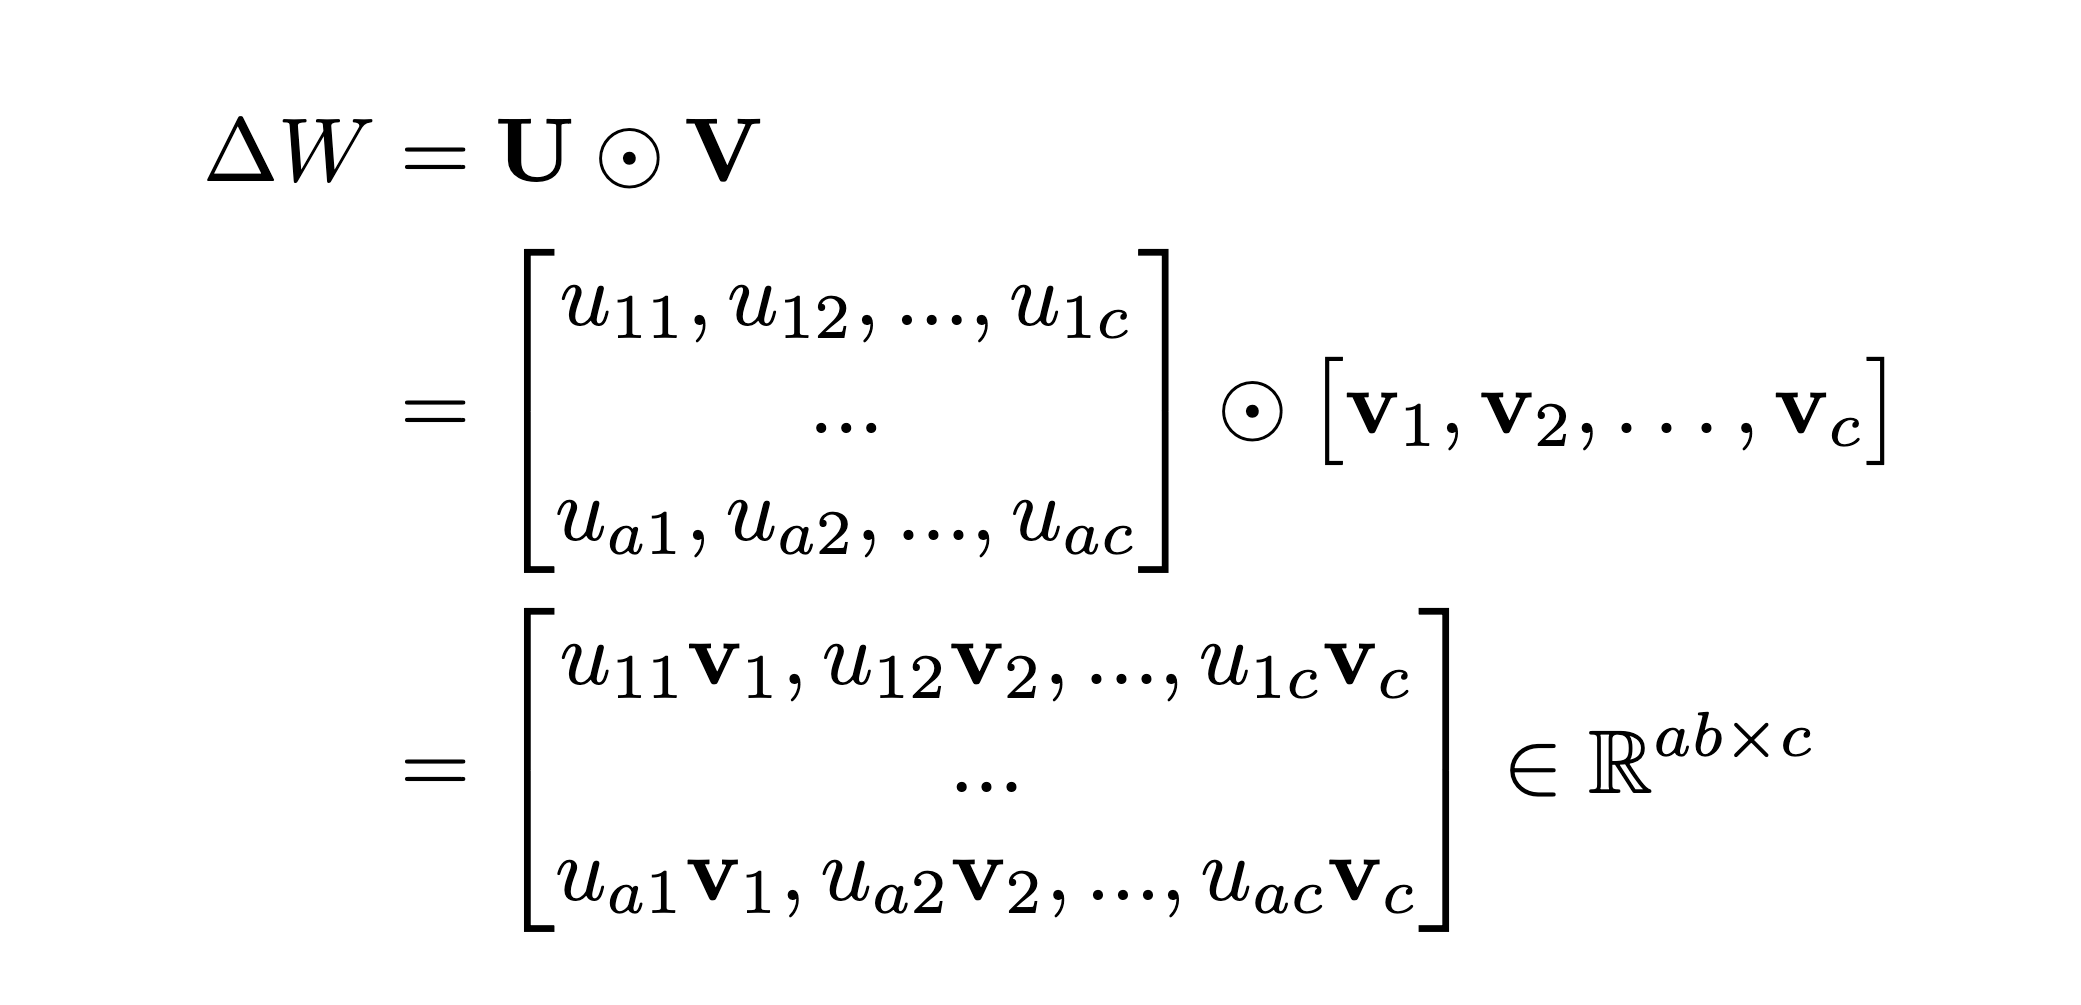 ΔW = U ⊙ V
= [u₁₁, u₁₂, ..., u₁c
...
uₐ₁, uₐ₂, ..., uₐc] ⊙ [v₁, v₂, . . . , vc]
= [u₁₁v₁, u₁₂v₂, ..., u₁cvc
...
uₐ₁v₁, uₐ₂v₂, ..., uₐcvc] ∈ ℝ^{ab×c}